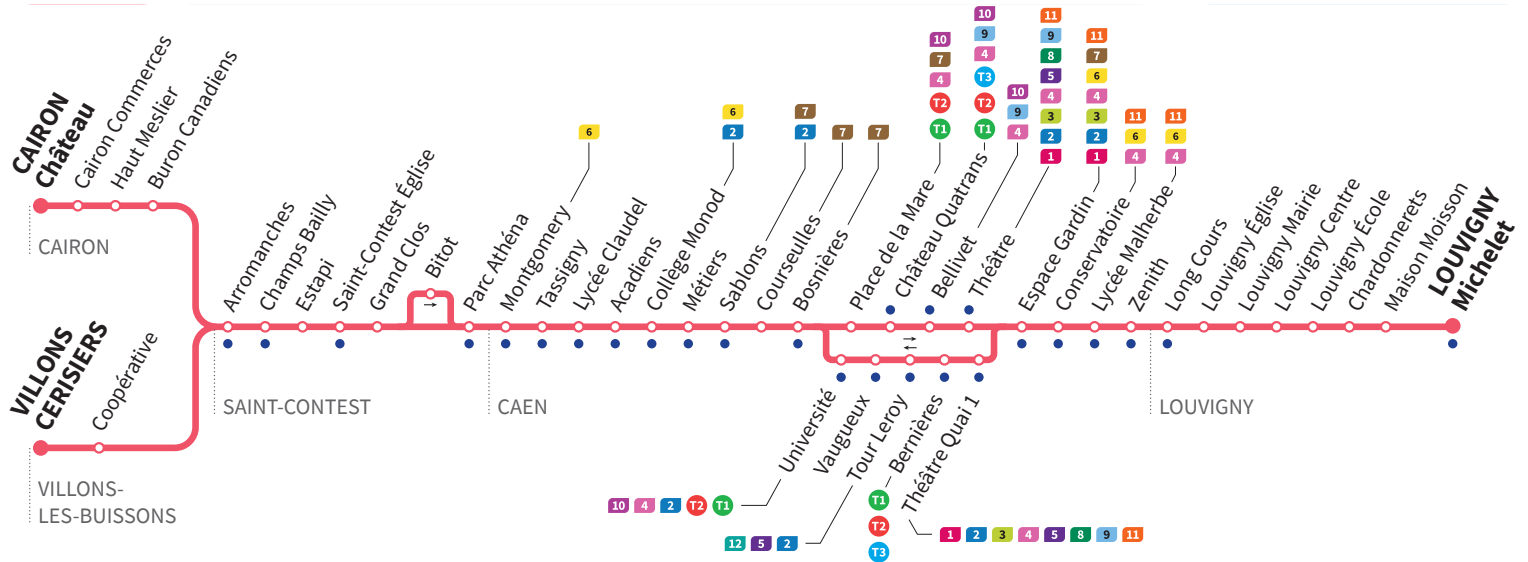 CAIRON
Château
Cairon Commerces
Haut Meslier
Buron Canadiens
CAIRON
VILLONS
CERISIERS
Coopérative
VILLONS-
LES-BUISSONS
Arromanches
Champs Bailly
Estapi
Saint-Contest Église
Grand Clos
Bitot
→
Parc Athéna
SAINT-CONTEST
Montgomery
6
Tassigny
Lycée Claudel
Acadiens
Collège Monod
6
2
Métiers
Sablons
7
2
Courseulles
7
Bosnières
7
Place de la Mare
10
7
4
T2
T1
Château Quatrans
10
9
4
T3
T2
T1
Bellivet
10
9
4
Théâtre
11
9
8
5
4
3
2
1
→
←
Université
10 4 2 T2 T1
Vaugueux
Tour Leroy
12 5 2
Bernières
T1
T2
T3
Théâtre Quai 1
1 2 3 4 5 8 9 11
Espace Gardin
11
7
6
4
3
2
1
Conservatoire
11
6
4
Lycée Malherbe
11
6
4
Zenith
CAEN
Long Cours
Louvigny Église
Louvigny Mairie
Louvigny Centre
Louvigny École
Chardonnerets
Maison Moisson
LOUVIGNY
Michelet
LOUVIGNY